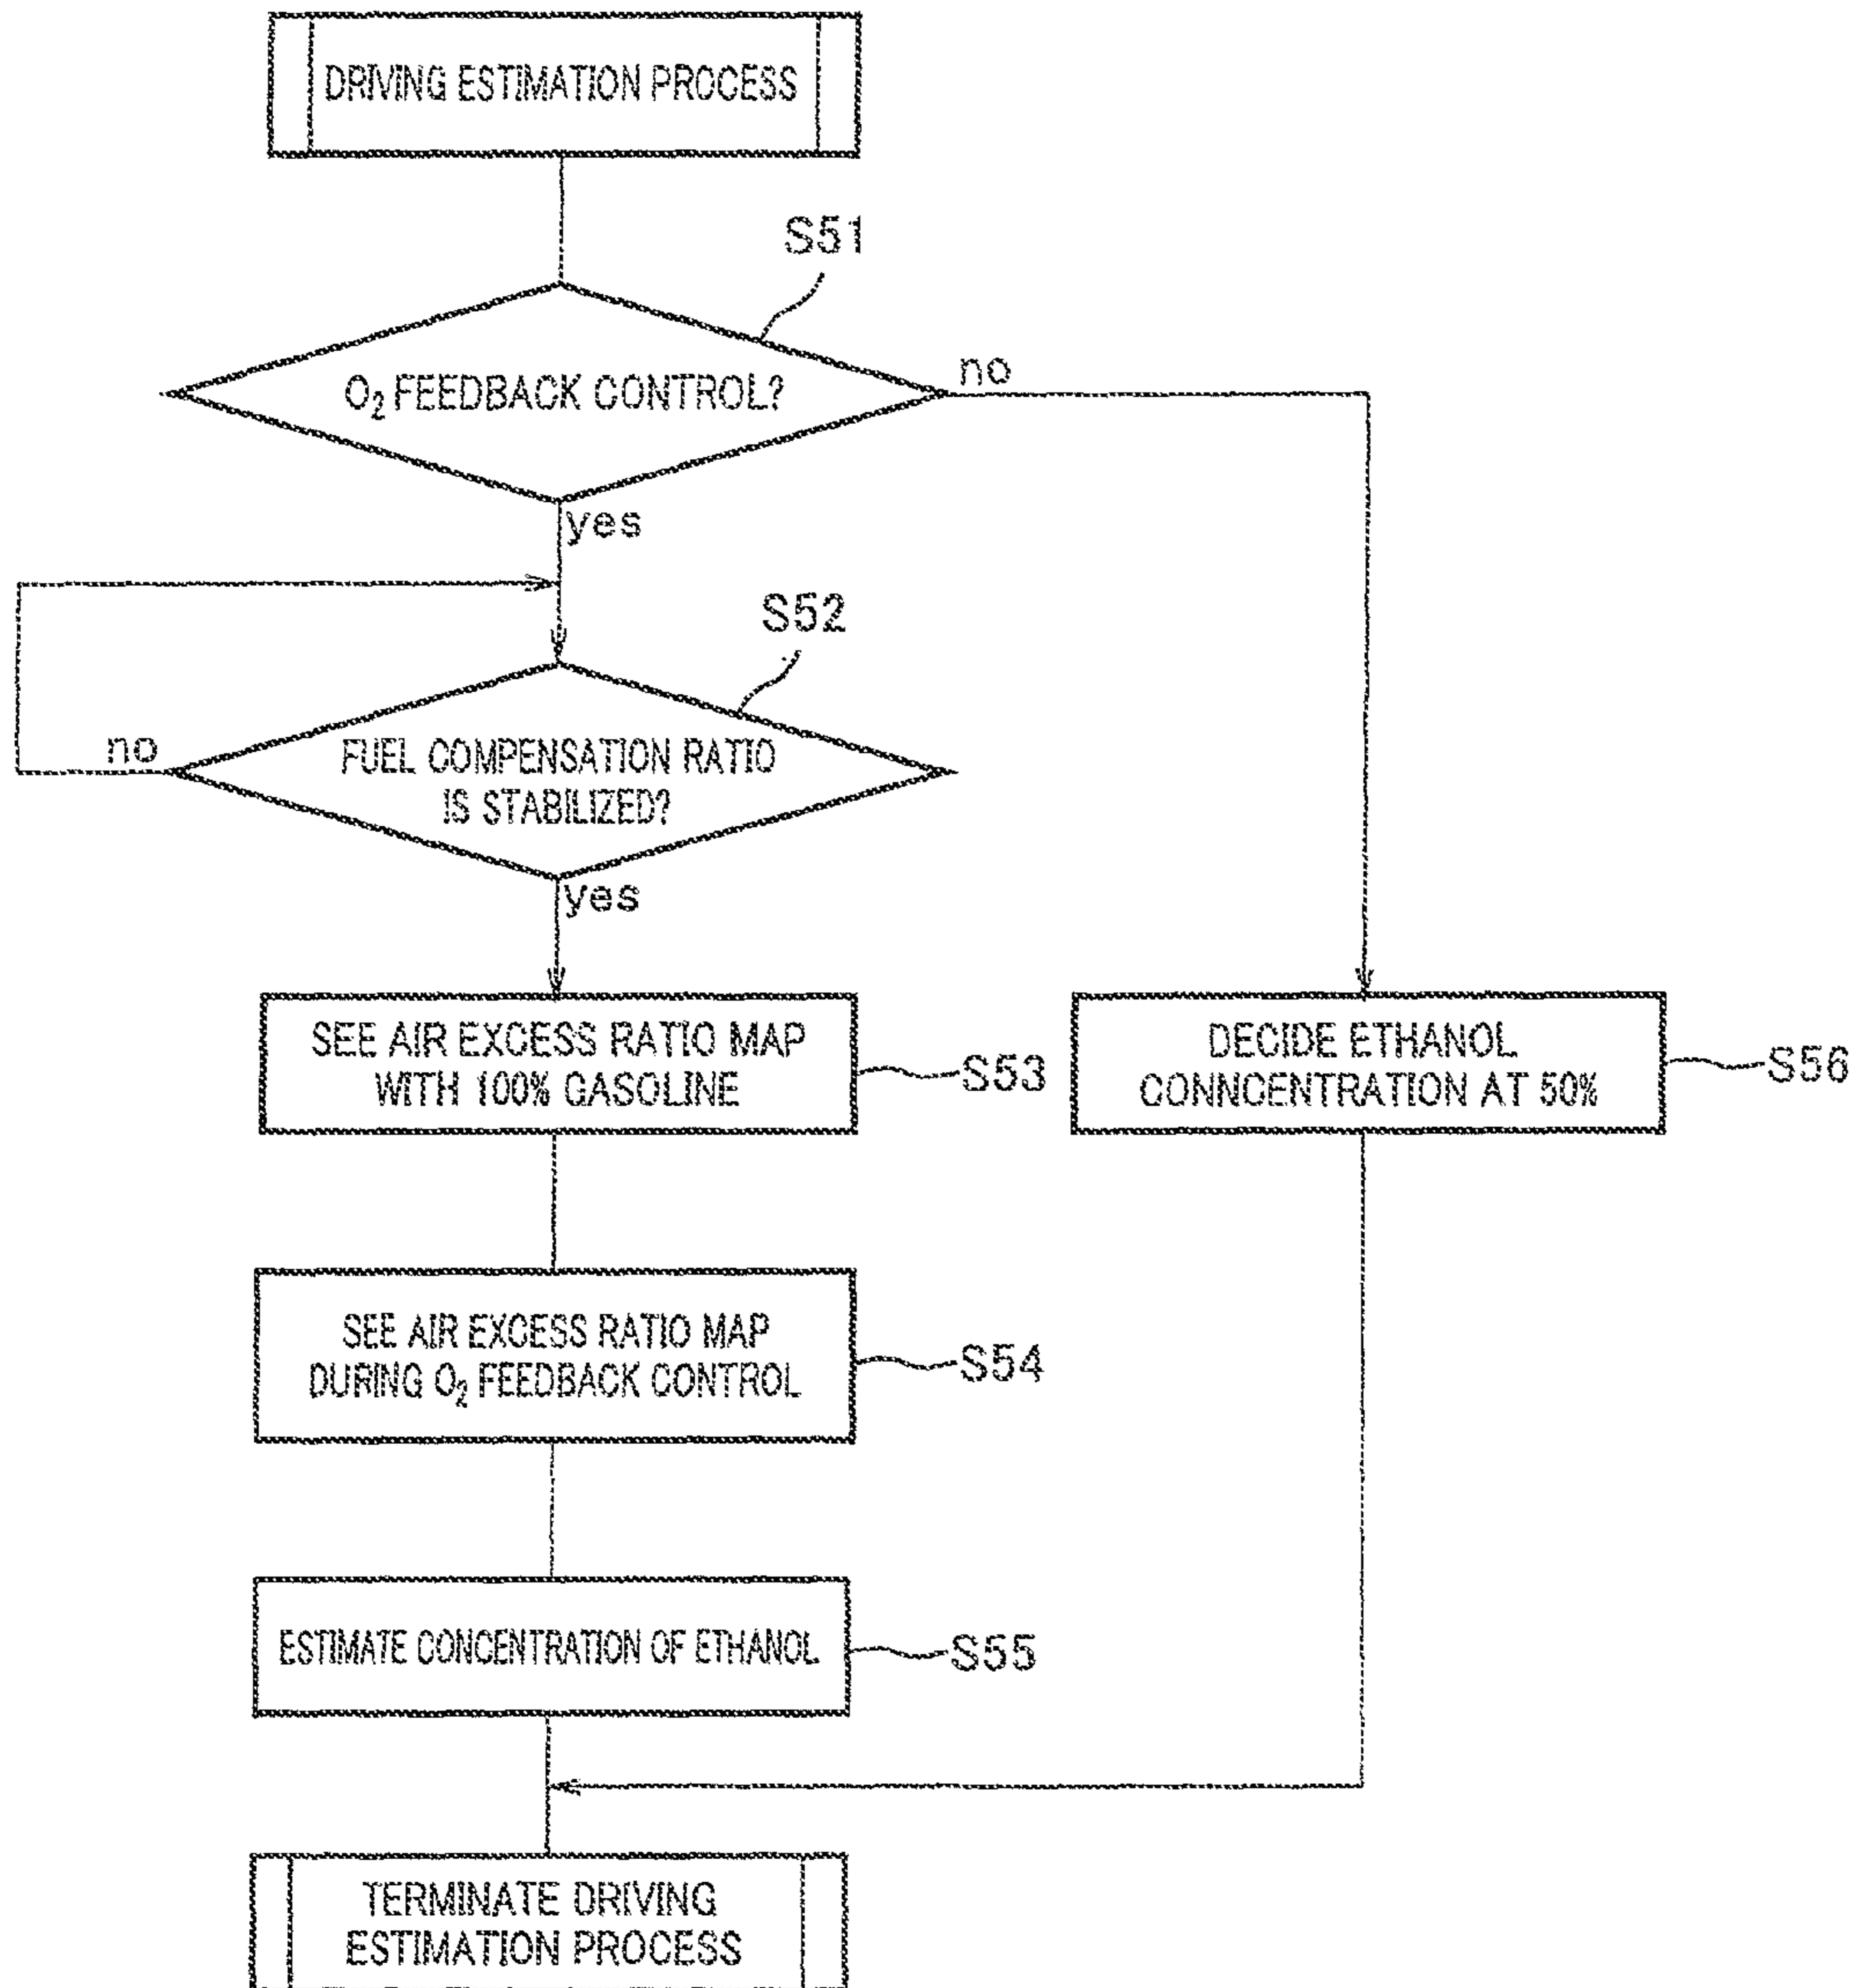 DRIVING ESTIMATION PROCESS
S51
O₂ FEEDBACK CONTROL?
no
yes
S52
no
FUEL COMPENSATION RATIO
IS STABILIZED?
yes
SEE AIR EXCESS RATIO MAP
WITH 100% GASOLINE
S53
DECIDE ETHANOL
CONNCENTRATION AT 50%
S56
SEE AIR EXCESS RATIO MAP
DURING O₂ FEEDBACK CONTROL
S54
ESTIMATE CONCENTRATION OF ETHANOL
S55
TERMINATE DRIVING
ESTIMATION PROCESS